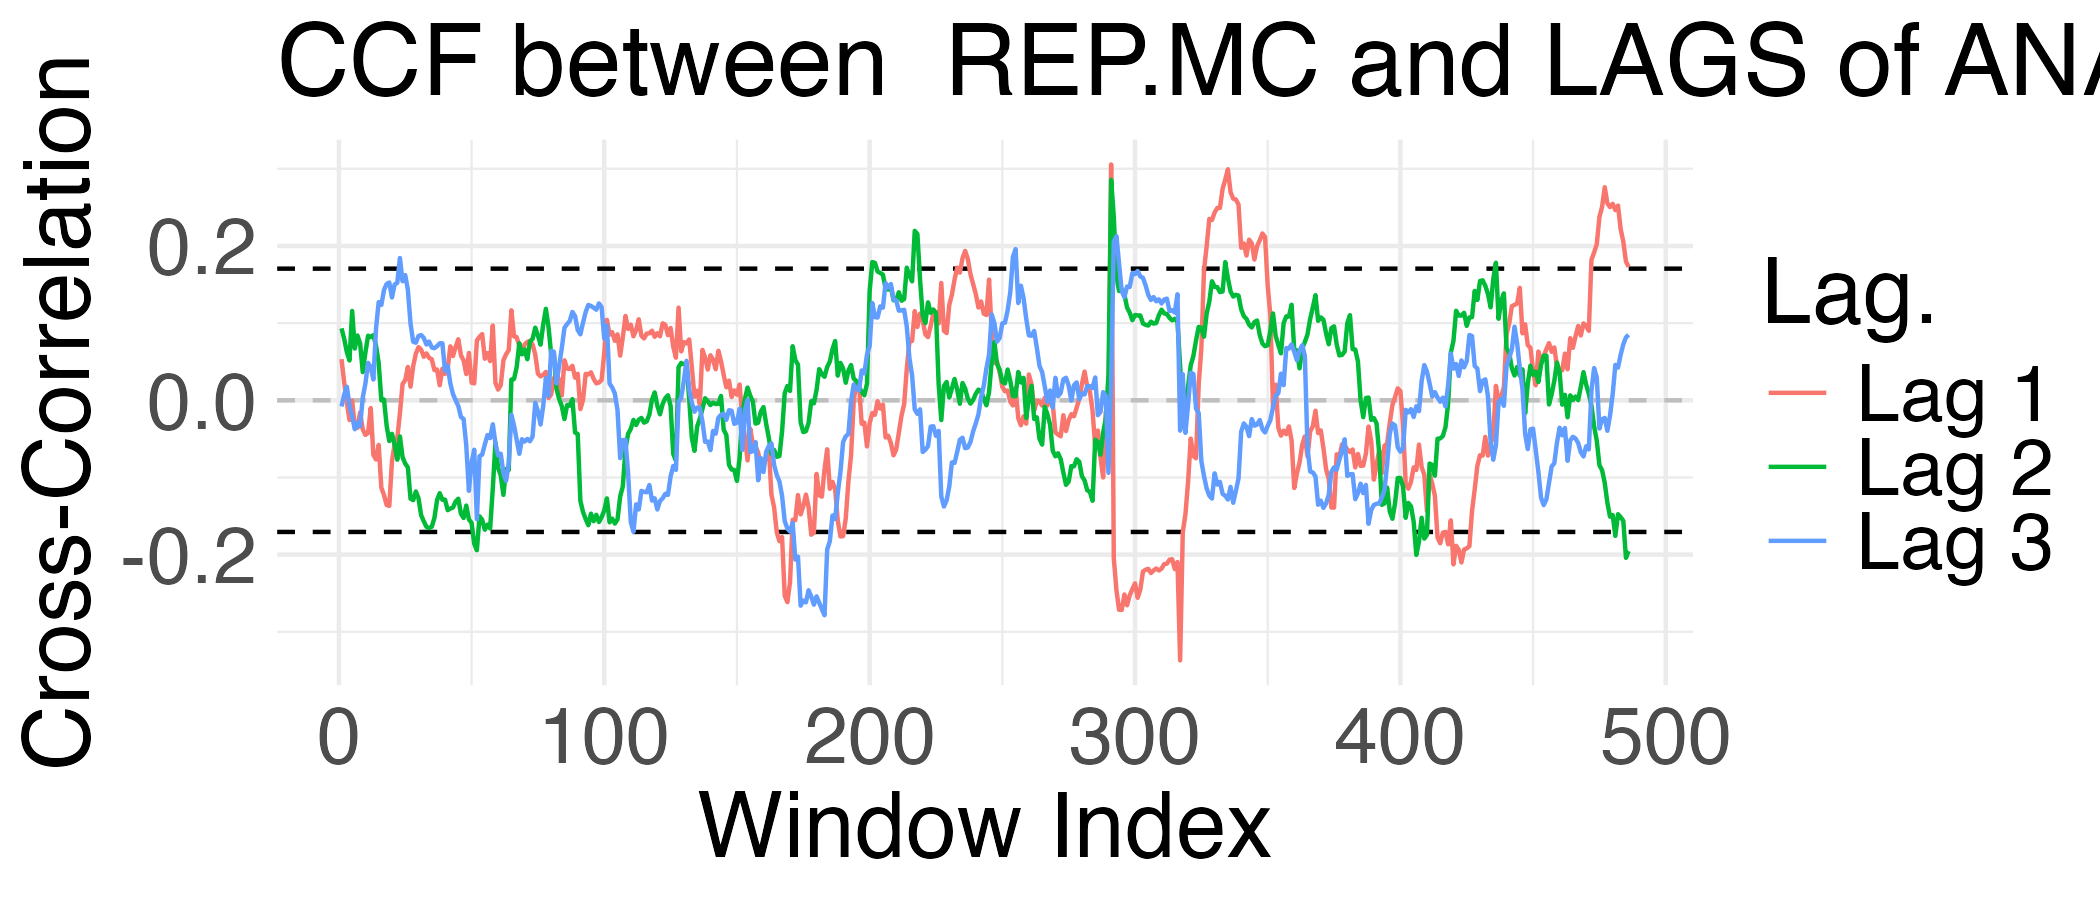 CCF between  REP.MC and LAGS of
Cross-Correlation
0.2
0.0
-0.2
0 100 200 300 400 500
Window Index
Lag.
Lag 1
Lag 2
Lag 3